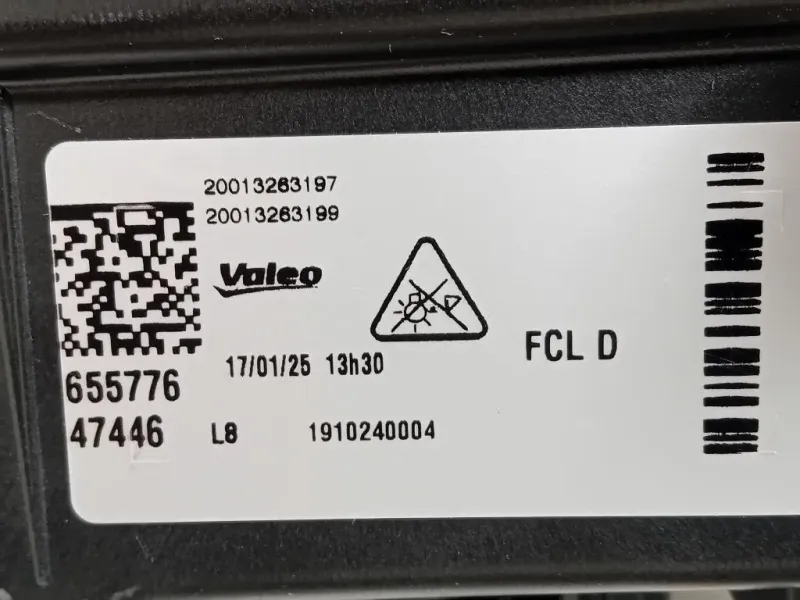 20013263197
20013263199
Valeo
17/01/25 13h30
FCL D
655776
47446 L8 1910240004